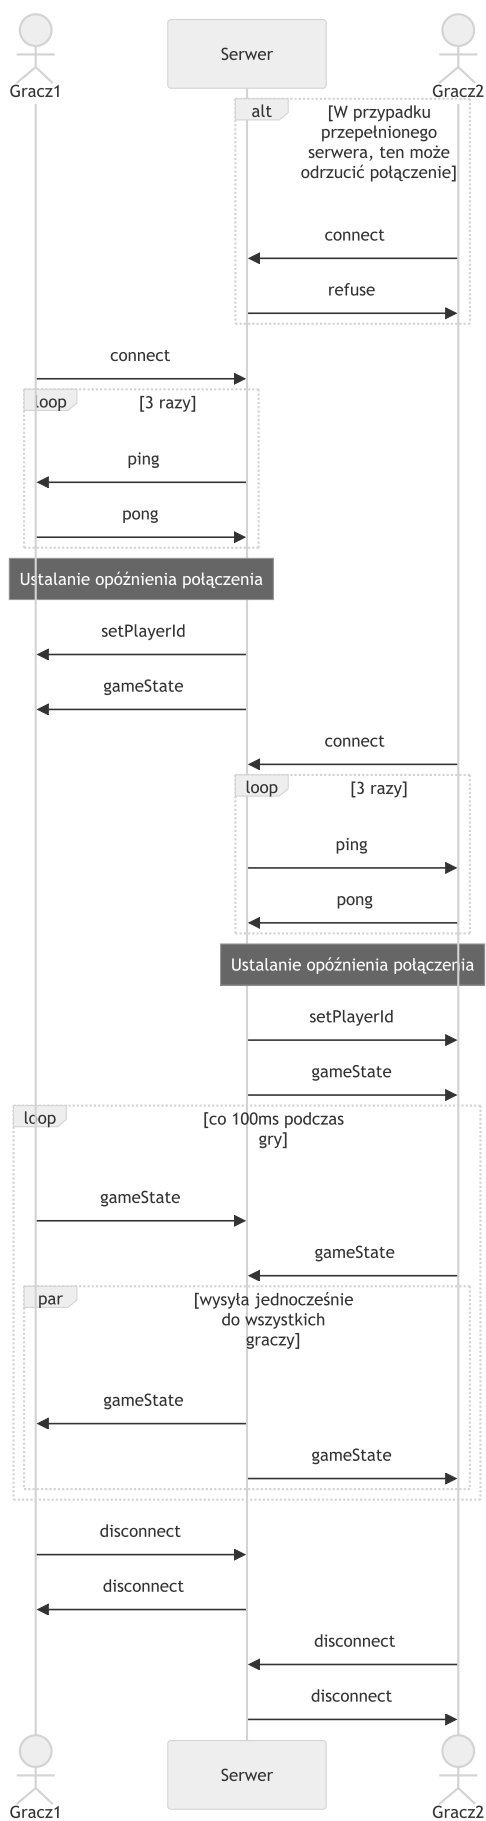 Gracz1
Serwer
Gracz2
alt
[W przypadku
przepełnionego
serwera, ten może
odrzucić połączenie]
connect
refuse
connect
loop
[3 razy]
ping
pong
Ustalanie opóźnienia połączenia
setPlayerId
gameState
connect
loop
[3 razy]
ping
pong
Ustalanie opóźnienia połączenia
setPlayerId
gameState
loop
[co 100ms podczas
gry]
gameState
gameState
par
[wysyła jednocześnie
do wszystkich
graczy]
gameState
gameState
disconnect
disconnect
disconnect
disconnect
Gracz1
Serwer
Gracz2